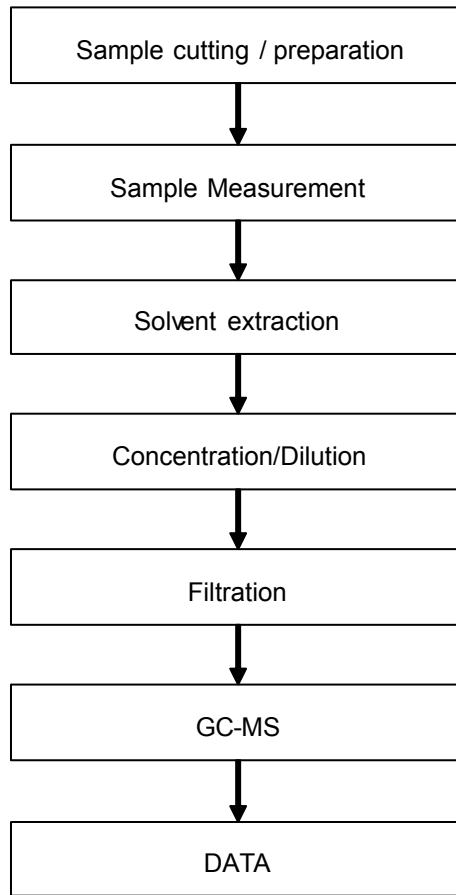 Sample cutting / preparation
Sample Measurement
Solvent extraction
Concentration/Dilution
Filtration
GC-MS
DATA